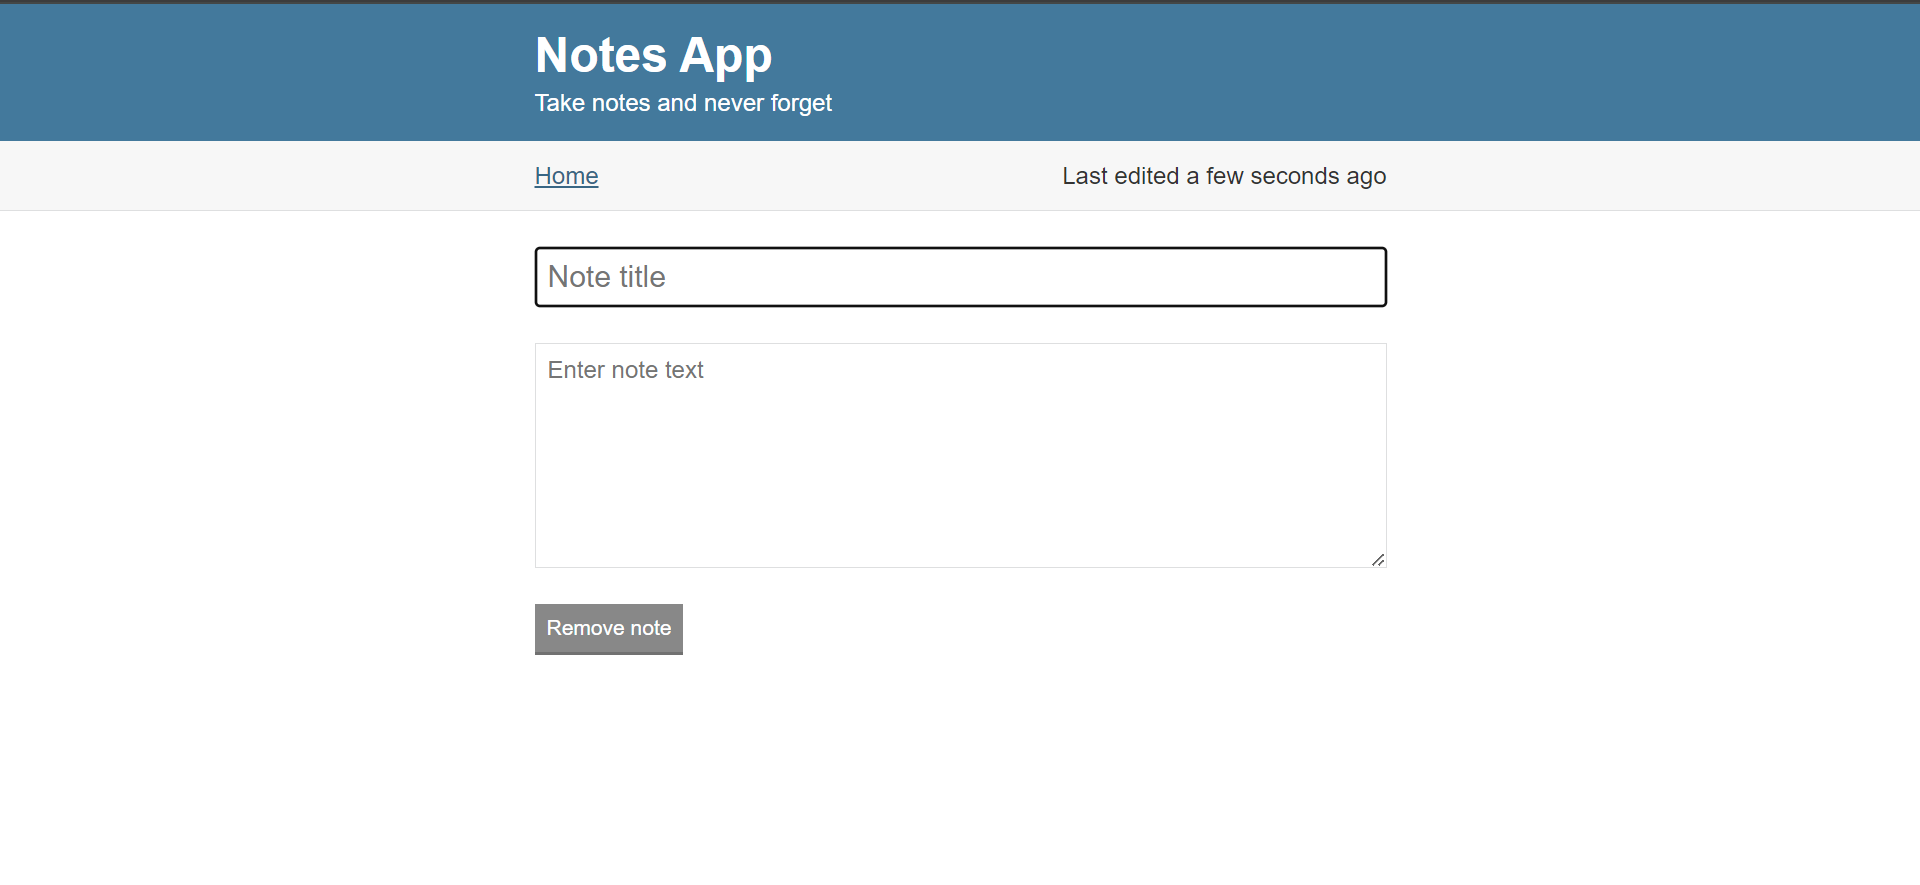 Notes App
Take notes and never forget
Home Last edited a few seconds ago
Note title
Enter note text
Remove note